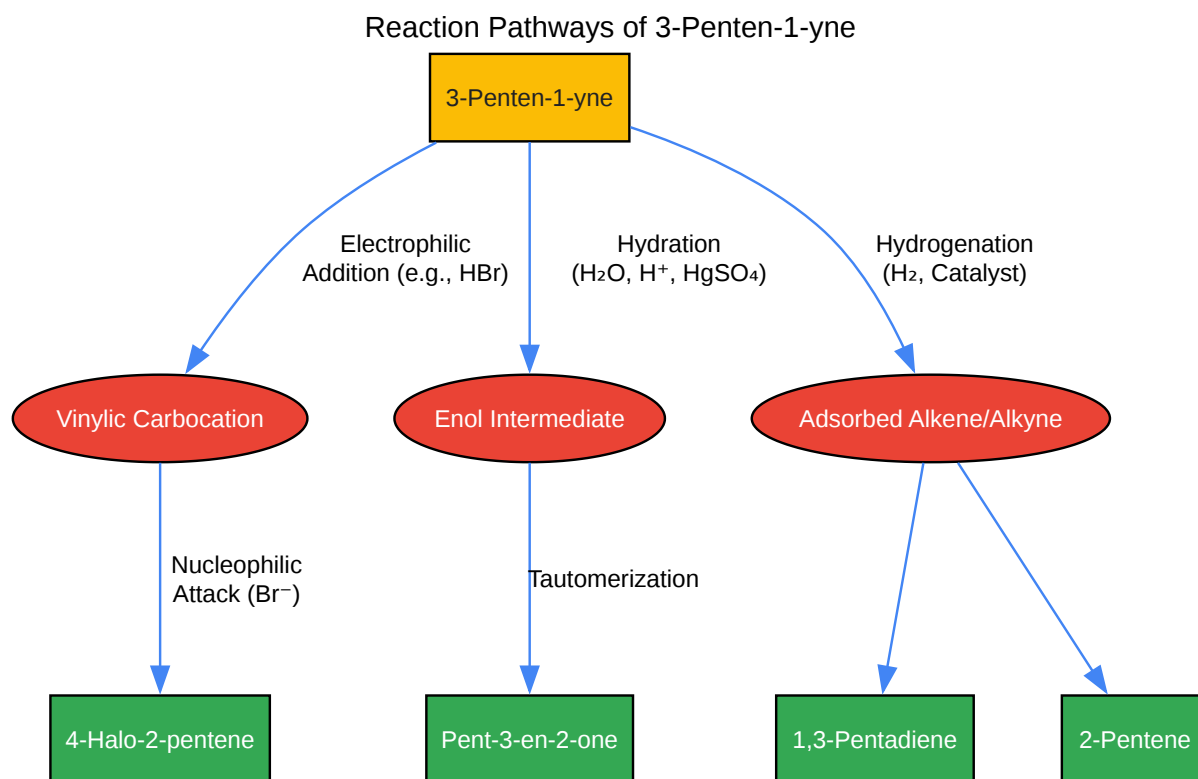 Reaction Pathways of 3-Penten-1-yne
3-Penten-1-yne
Electrophilic
Addition (e.g., HBr)
Hydration
(H₂O, H⁺, HgSO₄)
Hydrogenation
(H₂, Catalyst)
Vinylic Carbocation
Enol Intermediate
Adsorbed Alkene/Alkyne
Nucleophilic
Attack (Br⁻)
Tautomerization
4-Halo-2-pentene
Pent-3-en-2-one
1,3-Pentadiene
2-Pentene